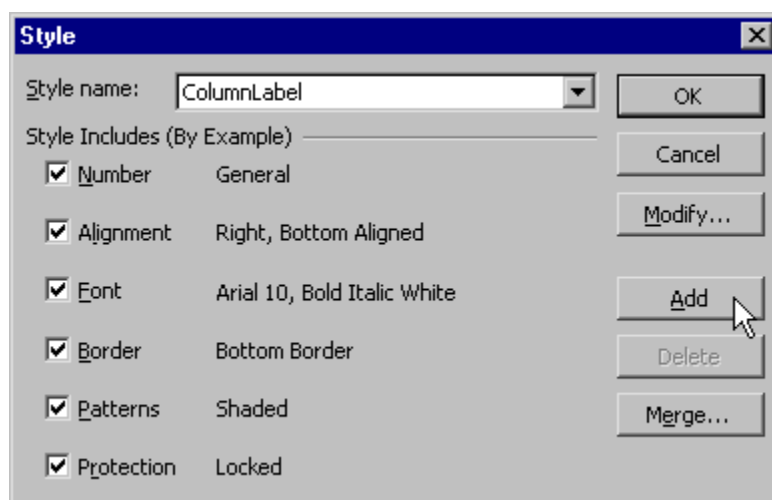 Style
Style name: ColumnLabel
OK
Style Includes (By Example)
Cancel
Number General
Modify...
Alignment Right, Bottom Aligned
Font Arial 10, Bold Italic White
Add
Border Bottom Border
Delete
Patterns Shaded
Merge...
Protection Locked